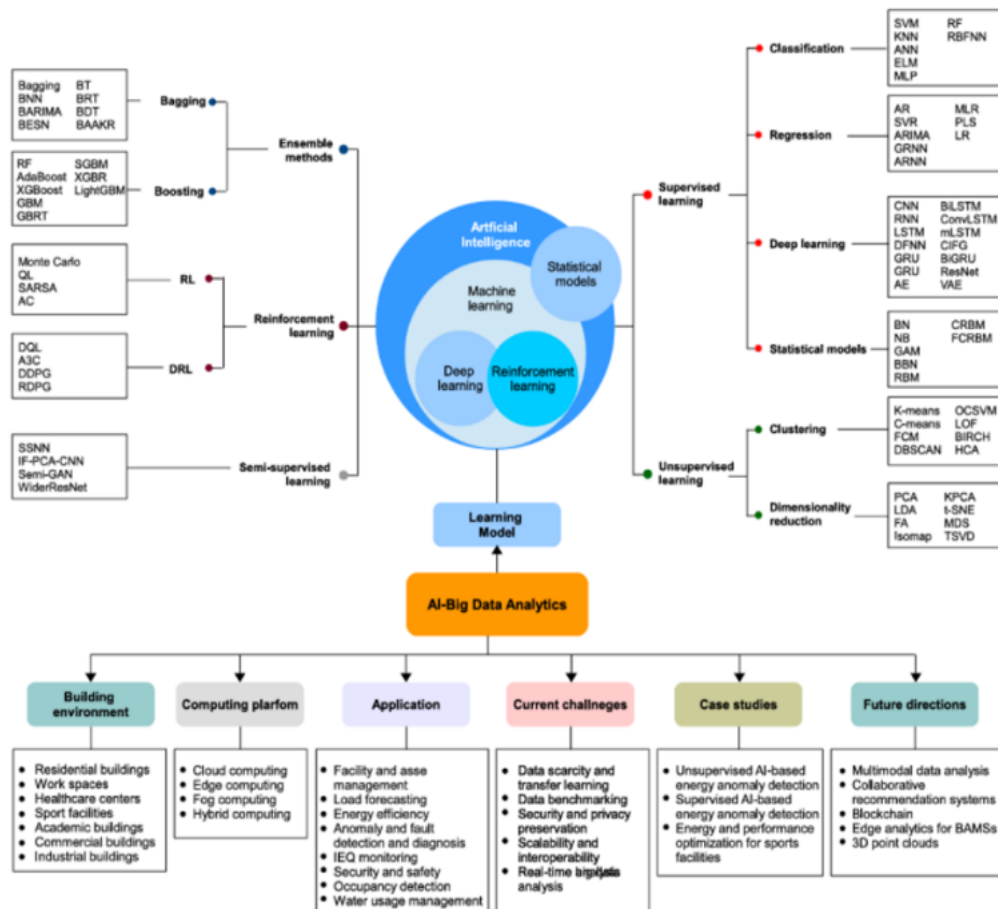 SVM RF
KNN RBFNN
ANN
ELM
MLP
Classification
Bagging BT
BNN BRT
BARIMA BDT
BESN BAAKR
Bagging
AR MLR
SVR PLS
ARIMA LR
GRNN
ARNN
Regression
Ensemble
methods
RF SGBM
AdaBoost XGBR
XGBoost LightGBM
GBM
GBRT
Boosting
Supervised
learning
CNN BiLSTM
RNN ConvLSTM
LSTM mLSTM
DFNN CIFG
GRU BiGRU
GRU ResNet
AE VAE
Deep learning
Artficial
Intelligence
Statistical
models
Machine
learning
Deep
learning
Reinforcement
learning
Monte Carlo
QL
SARSA
AC
RL
Reinforcement
learning
DQL
A3C
DDPG
RDPG
DRL
BN CRBM
NB FCRBM
GAM
BBN
RBM
Statistical models
K-means OCSVM
C-means LOF
FCM BIRCH
DBSCAN HCA
Clustering
SSNN
IF-PCA-CNN
Semi-GAN
WiderResNet
Semi-supervised
learning
Unsupervised
learning
Dimensionality
reduction
PCA KPCA
LDA t-SNE
FA MDS
Isomap TSVD
Learning
Model
AI-Big Data Analytics
Building
environment
Computing plarfom
Application
Current challneges
Case studies
Future directions
Residential buildings
Work spaces
Healthcare centers
Sport facilities
Academic buildings
Commercial buildings
Industrial buildings
Cloud computing
Edge computing
Fog computing
Hybrid computing
Facility and asse
management
Load forecasting
Energy efficiency
Anomaly and fault
detection and diagnosis
IEQ monitoring
Security and safety
Occupancy detection
Water usage management
Data scarcity and
transfer learning
Data benchmarking
Security and privacy
preservation
Scalability and
interoperability
Real-time
analysis
Unsupervised AI-based
energy anomaly detection
Supervised AI-based
energy anomaly detection
Energy and performance
optimization for sports
facilities
Multimodal data analysis
Collaborative
recommendation systems
Blockchain
Edge analytics for BAMSs
3D point clouds